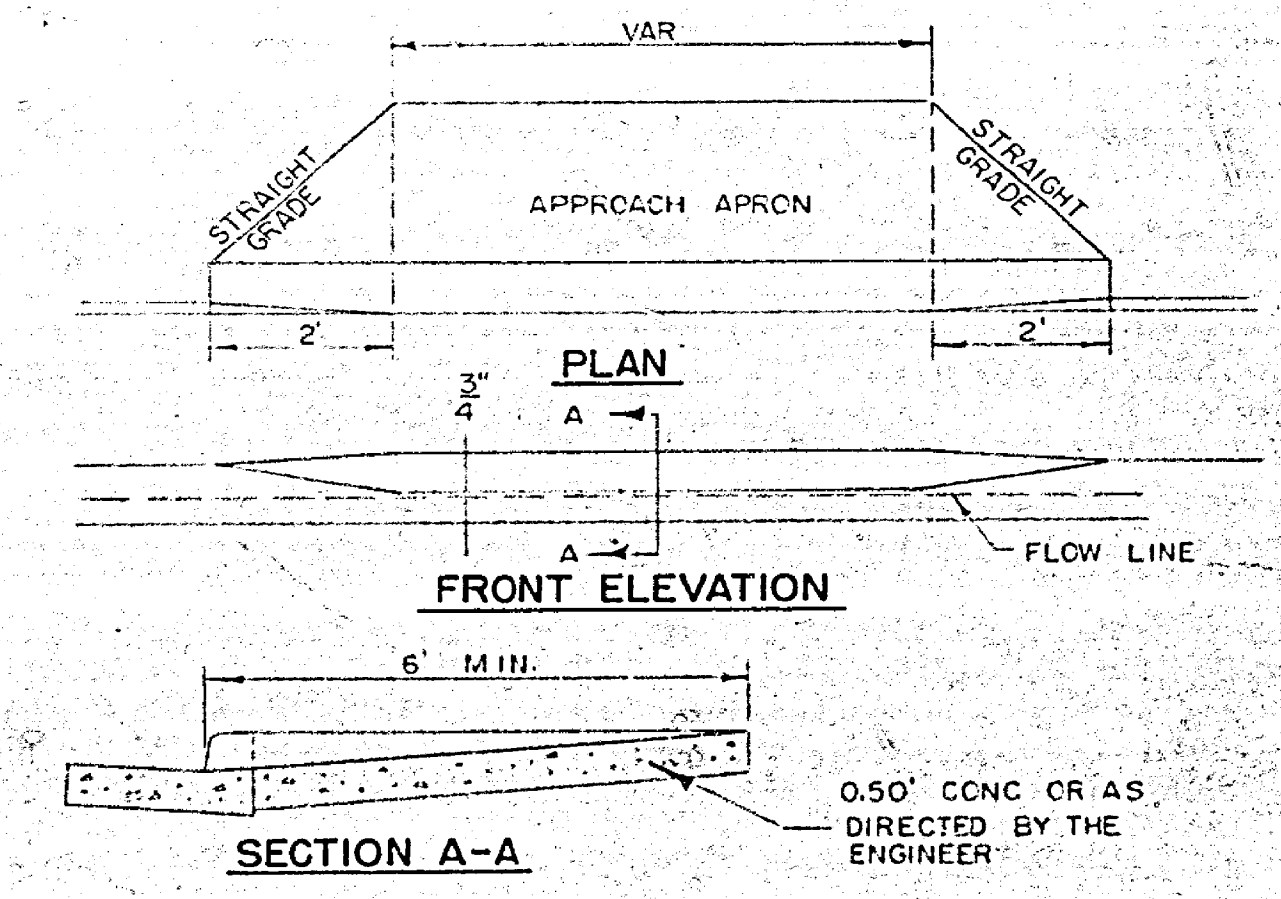 VAR
STRAIGHT
GRADE
APPROACH APRON
STRAIGHT
GRADE
2'
2'
PLAN
3"
4
A
A
FLOW LINE
FRONT ELEVATION
6' MIN.
0.50' CONC OR AS
DIRECTED BY THE
ENGINEER
SECTION A-A